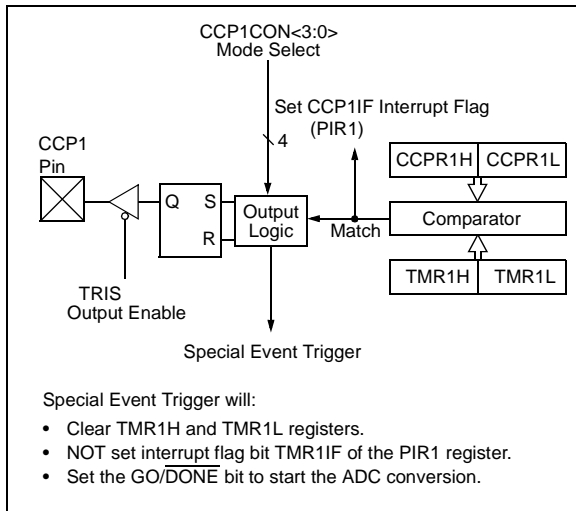 CCP1CON<3:0>
Mode Select
Set CCP1IF Interrupt Flag
(PIR1)
4
CCP1
Pin
CCPR1H CCPR1L
Q S
R
Output
Logic
Match
Comparator
TRIS
Output Enable
TMR1H TMR1L
Special Event Trigger
Special Event Trigger will:
• Clear TMR1H and TMR1L registers.
• NOT set interrupt flag bit TMR1IF of the PIR1 register.
• Set the GO/DONE bit to start the ADC conversion.